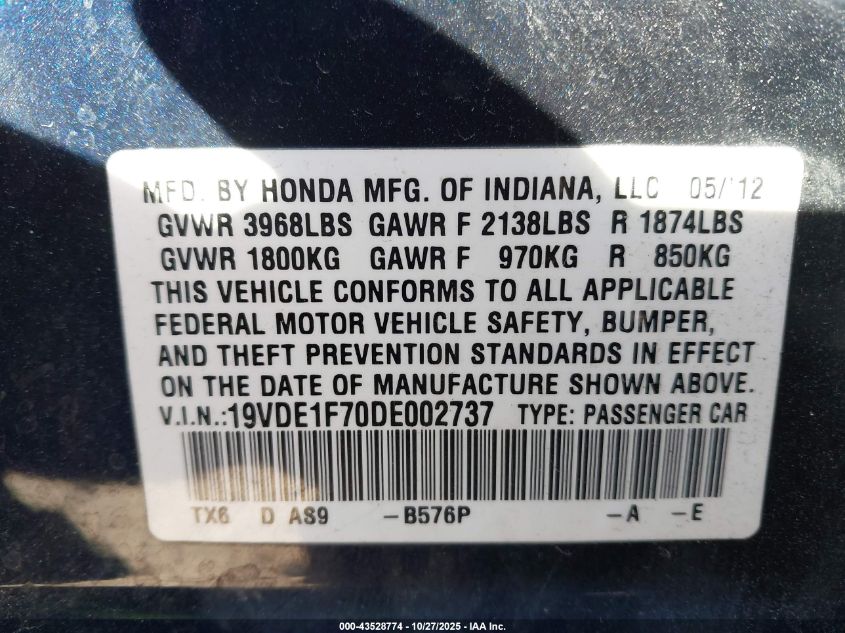 MFD. BY HONDA MFG. OF INDIANA, LLC 05/12
GVWR 3968LBS GAWR F 2138LBS R 1874LBS
GVWR 1800KG GAWR F 970KG R 850KG
THIS VEHICLE CONFORMS TO ALL APPLICABLE
FEDERAL MOTOR VEHICLE SAFETY, BUMPER,
AND THEFT PREVENTION STANDARDS IN EFFECT
ON THE DATE OF MANUFACTURE SHOWN ABOVE.
V.I.N.:19VDE1F70DE002737 TYPE: PASSENGER CAR
TX6 D AS9 -B576P -A -E
000-43528774 | 10/27/2025 - IAA Inc.